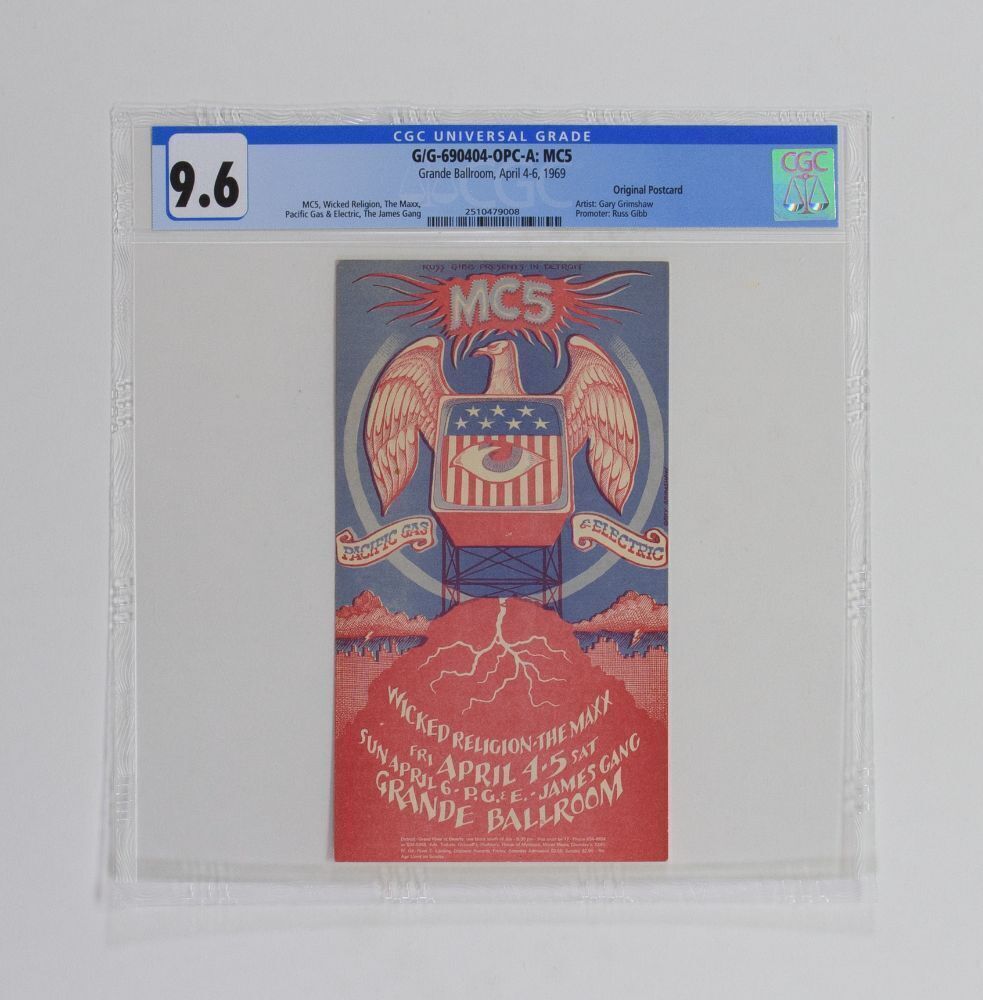 CGC UNIVERSAL GRADE
9.6
G/G-690404-OPC-A: MC5
Grande Ballroom, April 4-6, 1969
Original Postcard
MC5, Wicked Religion, The Maxx,
Pacific Gas & Electric, The James Gang
2510479008
Artist: Gary Grimshaw
Promoter: Russ Gibb
CGC
RUSS GIBB PRESENTS IN DETROIT
MC5
PACIFIC GAS
& ELECTRIC
WICKED RELIGION-THE MAXX
FRI APRIL 4-5 SAT
SUN APRIL 6-P.G.&E.-JAMES GANG
GRANDE BALLROOM